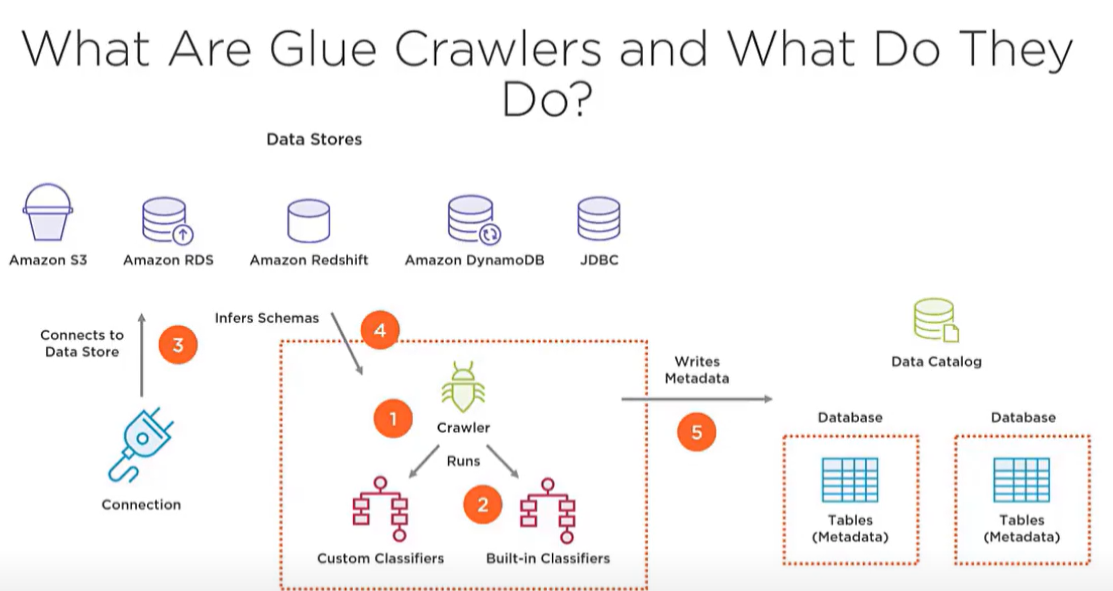 What Are Glue Crawlers and What Do They
Do?
Data Stores
Amazon S3
Amazon RDS
Amazon Redshift
Amazon DynamoDB
JDBC
Connects to
Data Store
3
Infers Schemas
4
Connection
1
Crawler
Runs
2
Custom Classifiers
Built-in Classifiers
Writes
Metadata
5
Data Catalog
Database
Tables
(Metadata)
Database
Tables
(Metadata)